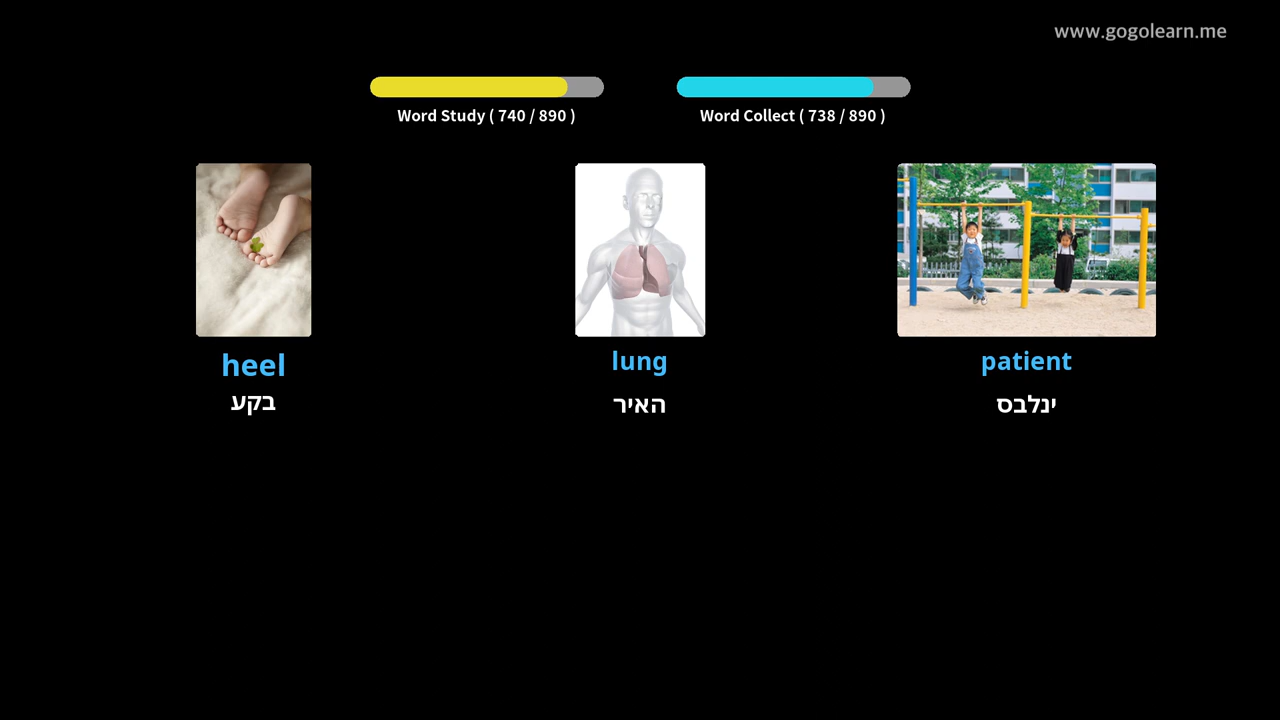 www.gogolearn.me
Word Study ( 740 / 890 )
Word Collect ( 738 / 890 )
heel
בקע
lung
האיר
patient
ינלבס